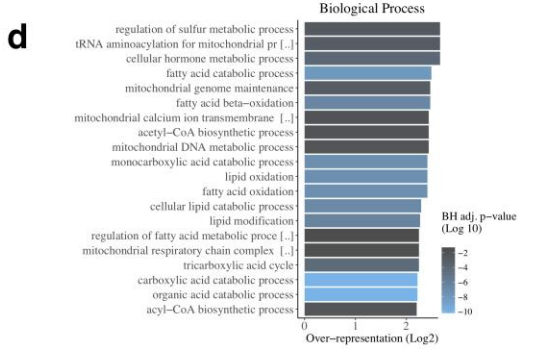 d
Biological Process
regulation of sulfur metabolic process
tRNA aminoacylation for mitochondrial pr [..]
cellular hormone metabolic process
fatty acid catabolic process
mitochondrial genome maintenance
fatty acid beta−oxidation
mitochondrial calcium ion transmembrane [..]
acetyl−CoA biosynthetic process
mitochondrial DNA metabolic process
monocarboxylic acid catabolic process
lipid oxidation
fatty acid oxidation
cellular lipid catabolic process
lipid modification
regulation of fatty acid metabolic proce [..]
mitochondrial respiratory chain complex [..]
tricarboxylic acid cycle
carboxylic acid catabolic process
organic acid catabolic process
acyl−CoA biosynthetic process
0 1 2
Over−representation (Log2)
BH adj. p−value
(Log 10)
−2
−4
−6
−8
−10